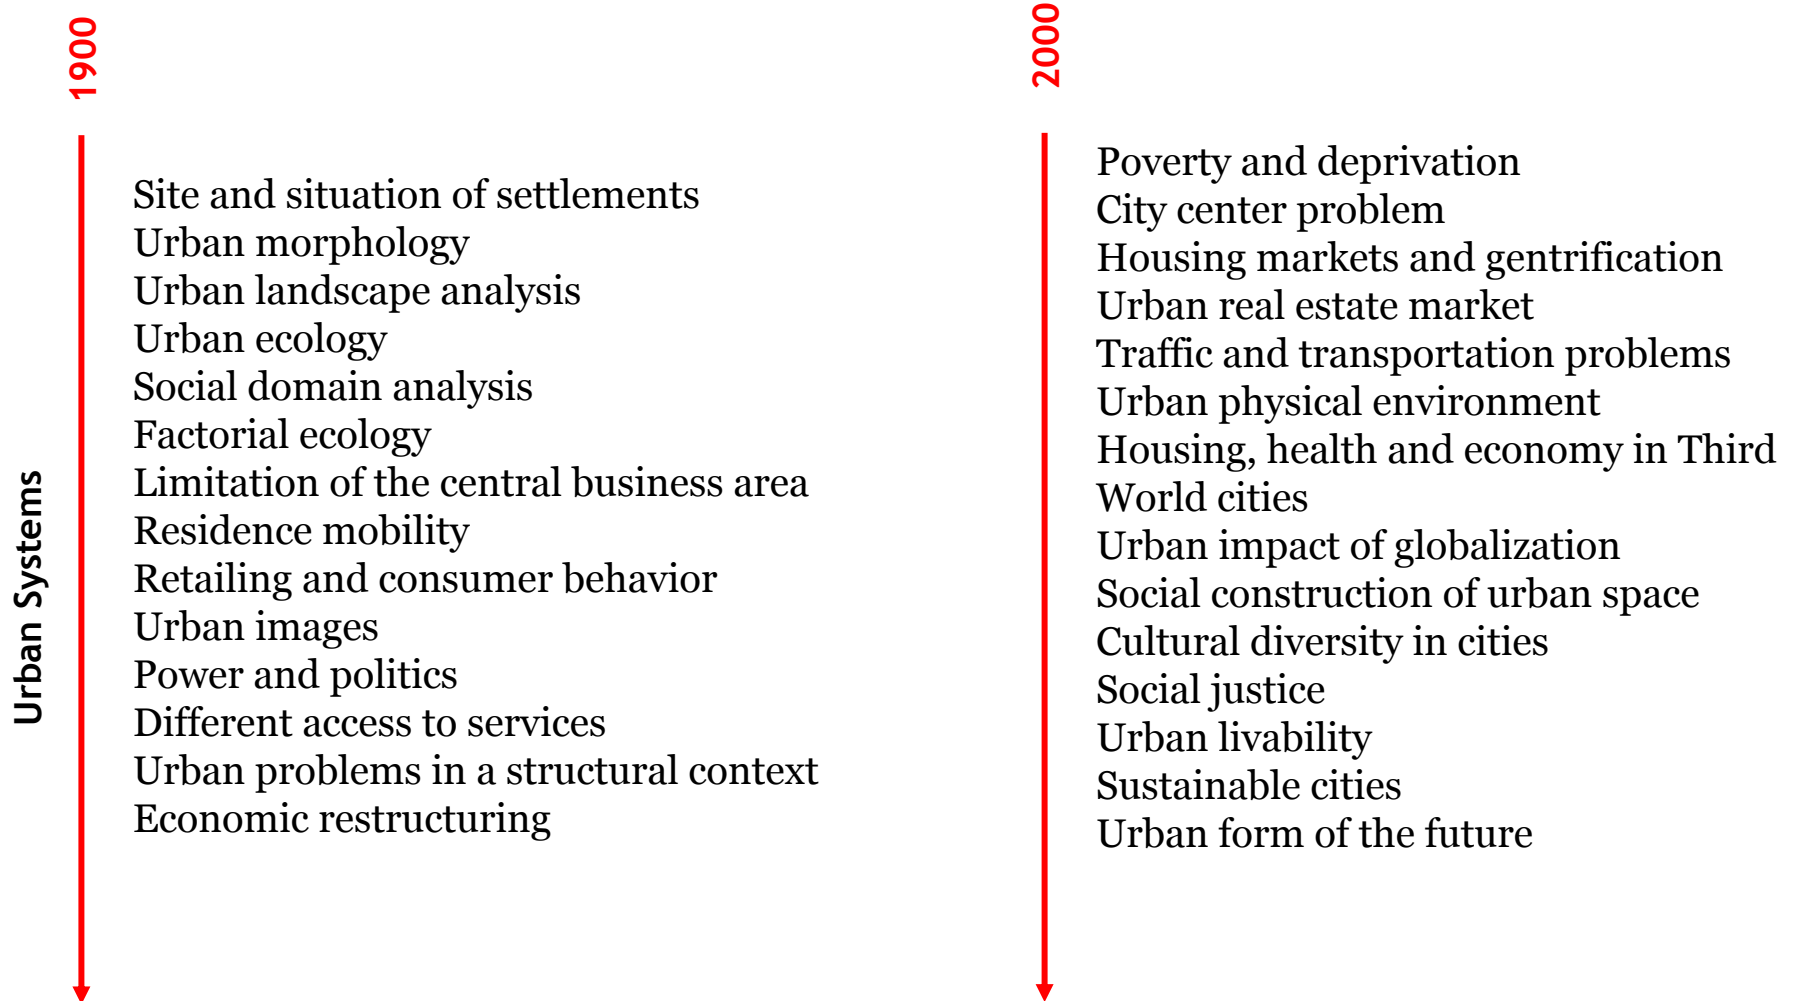 1900
Urban Systems
Site and situation of settlements
Urban morphology
Urban landscape analysis
Urban ecology
Social domain analysis
Factorial ecology
Limitation of the central business area
Residence mobility
Retailing and consumer behavior
Urban images
Power and politics
Different access to services
Urban problems in a structural context
Economic restructuring
2000
Poverty and deprivation
City center problem
Housing markets and gentrification
Urban real estate market
Traffic and transportation problems
Urban physical environment
Housing, health and economy in Third
World cities
Urban impact of globalization
Social construction of urban space
Cultural diversity in cities
Social justice
Urban livability
Sustainable cities
Urban form of the future